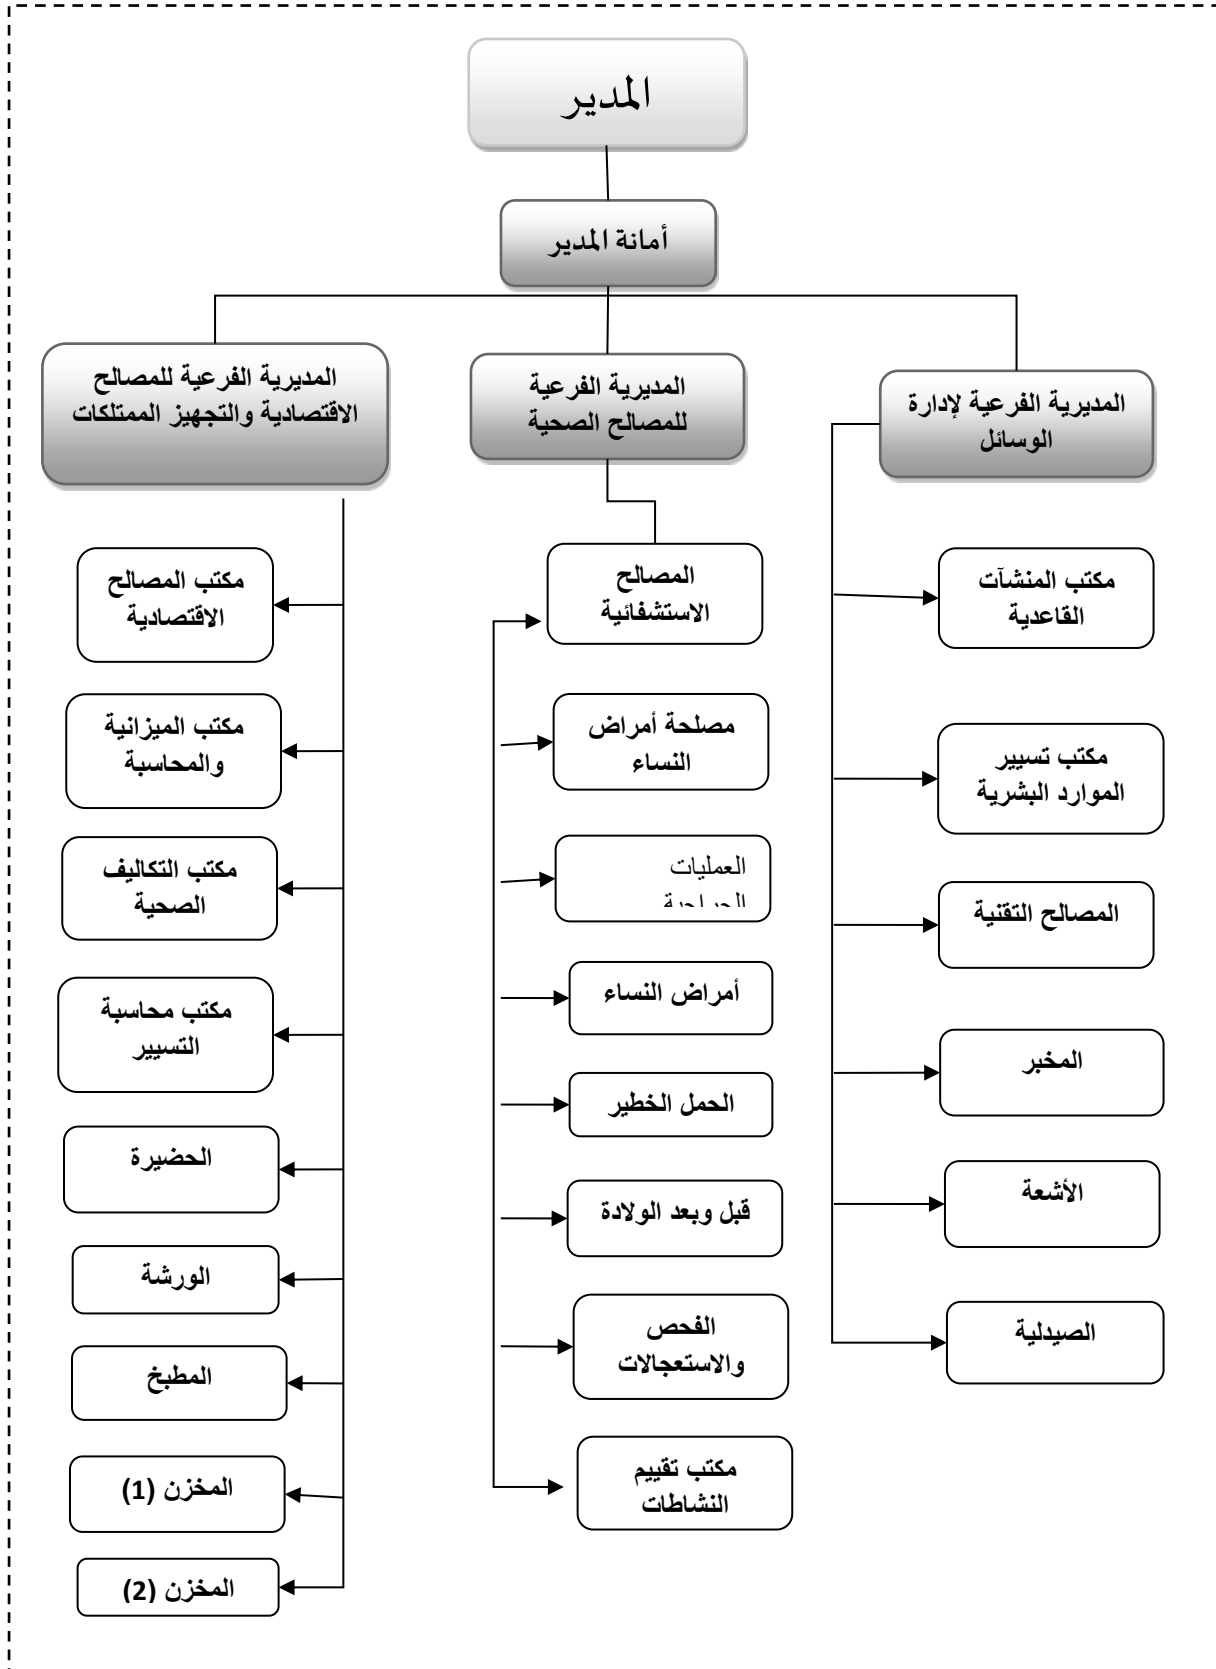 المدير
أمانة المدير
المديرية الفرعية لإدارة
الوسائل
المديرية الفرعية
للمصالح الصحية
المديرية الفرعية للمصالح
الاقتصادية والتجهيز الممتلكات
مكتب المنشآت
القاعدية
مكتب تسيير
الموارد البشرية
المصالح التقنية
المخبر
الأشعة
الصيدلية
المصالح
الاستشفائية
مصلحة أمراض
النساء
العمليات
أمراض النساء
الحمل الخطير
قبل وبعد الولادة
الفحص
والاستعجالات
مكتب تقييم
النشاطات
مكتب المصالح
الاقتصادية
مكتب الميزانية
والمحاسبة
مكتب التكاليف
الصحية
مكتب محاسبة
التسيير
الحضيرة
الورشة
المطبخ
المخزن (1)
المخزن (2)